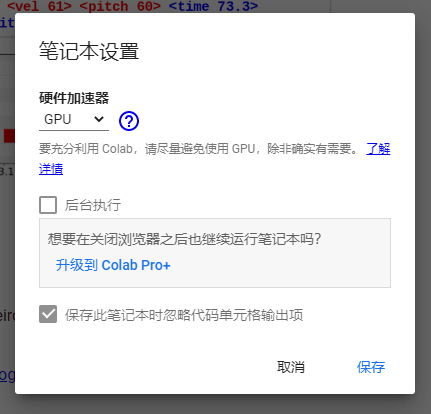 <vel 61> <pitch 60> <time 73.3>
笔记本设置
硬件加速器
GPU
要充分利用 Colab，请尽量避免使用 GPU，除非确实有需要。 了解
详情
后台执行
想要在关闭浏览器之后也继续运行笔记本吗？
升级到 Colab Pro+
保存此笔记本时忽略代码单元格输出项
取消 保存